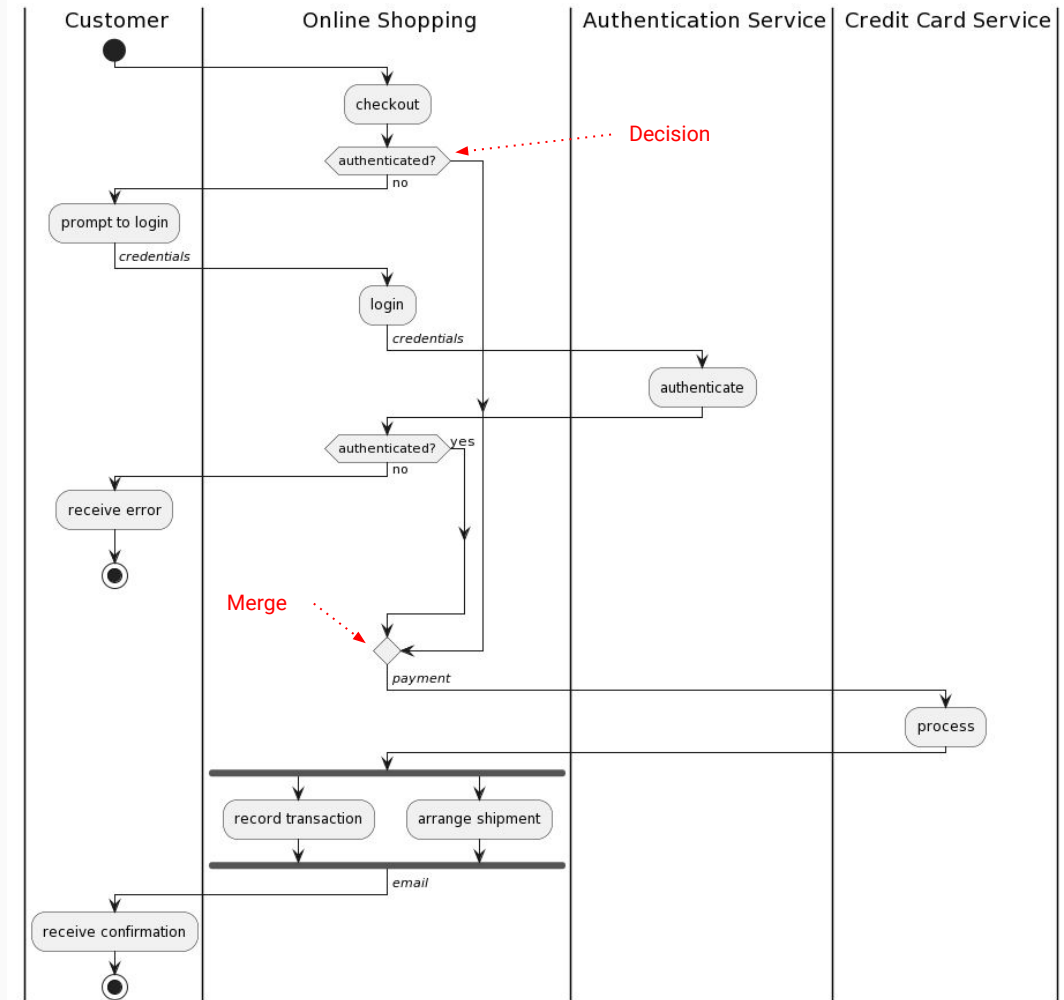 Customer
Online Shopping
Authentication Service
Credit Card Service
checkout
Decision
authenticated?
no
prompt to login
credentials
login
credentials
authenticate
authenticated?
yes
no
receive error
Merge
payment
process
record transaction
arrange shipment
email
receive confirmation